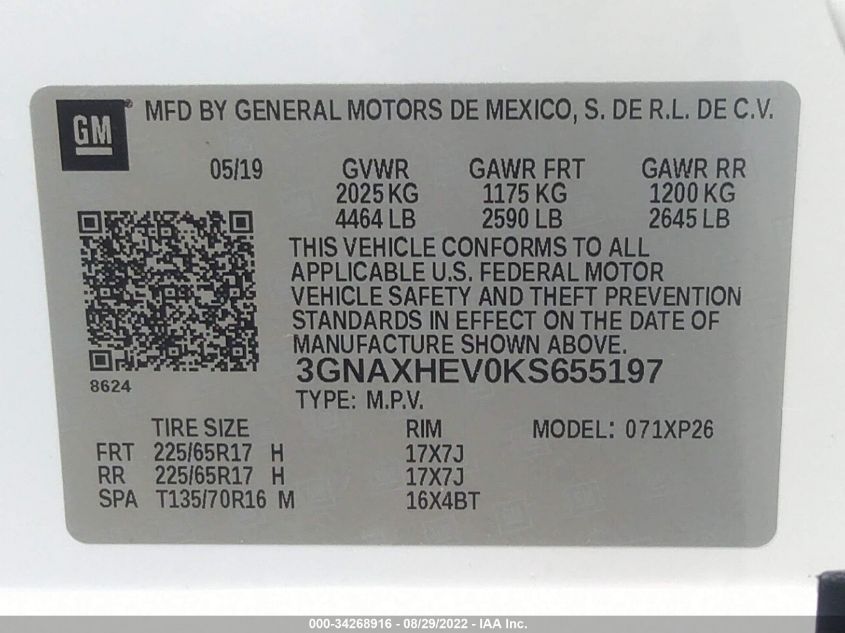 GM® MFD BY GENERAL MOTORS DE MEXICO, S. DE R.L. DE C.V.
05/19 GVWR GAWR FRT GAWR RR
2025 KG 1175 KG 1200 KG
4464 LB 2590 LB 2645 LB
THIS VEHICLE CONFORMS TO ALL
APPLICABLE U.S. FEDERAL MOTOR
VEHICLE SAFETY AND THEFT PREVENTION
STANDARDS IN EFFECT ON THE DATE OF
MANUFACTURE SHOWN ABOVE.
8624
3GNAXHEV0KS655197
TYPE: M.P.V.
TIRE SIZE RIM MODEL: 071XP26
FRT 225/65R17 H 17X7J
RR 225/65R17 H 17X7J
SPA T135/70R16 M 16X4BT
000-34268916 - 08/29/2022 - IAA Inc.